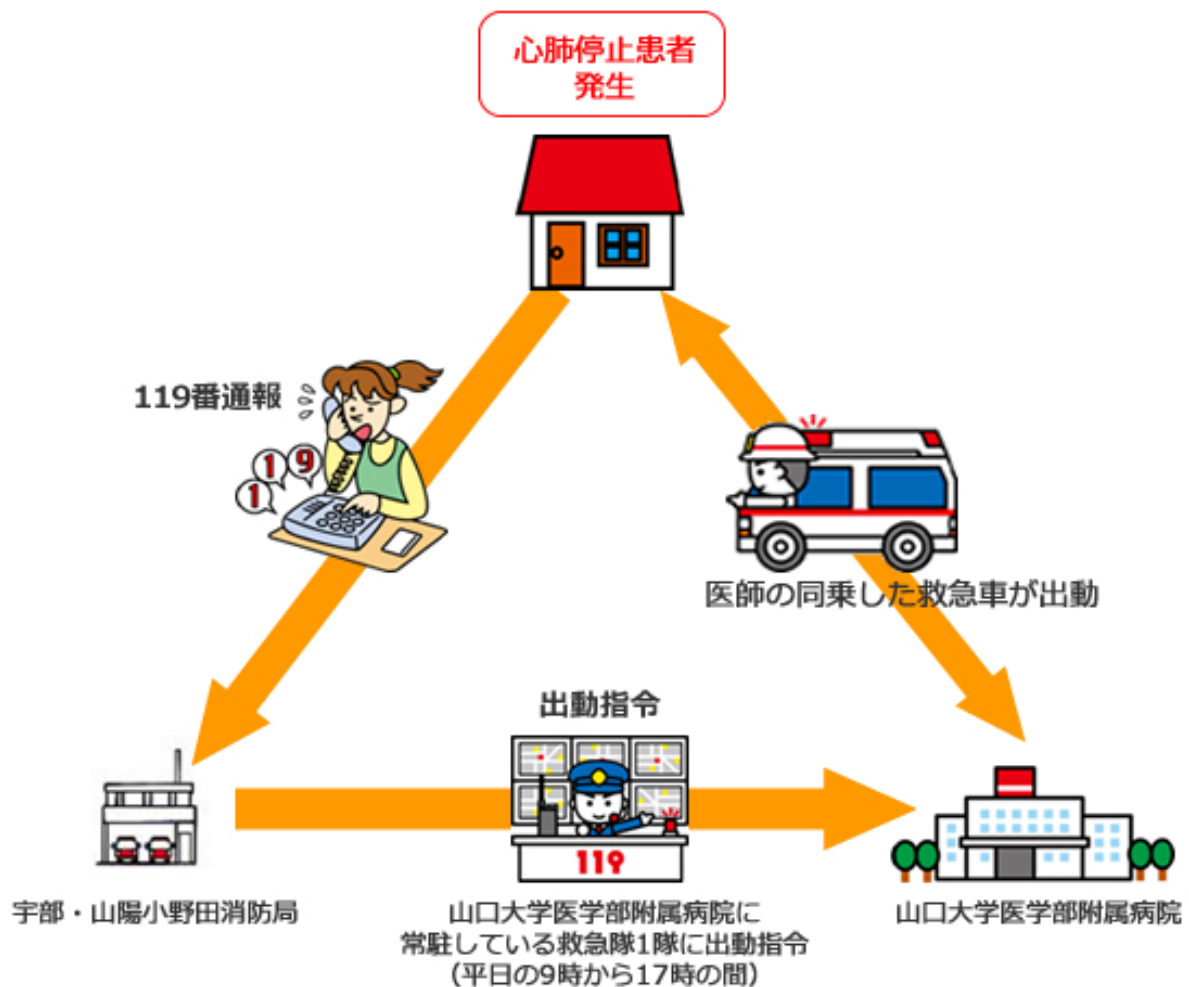 心肺停止患者
発生
119番通報
1
1
9
医師の同乗した救急車が出動
出動指令
119
宇部・山陽小野田消防局
山口大学医学部附属病院に
常駐している救急隊1隊に出動指令
（平日の9時から17時の間）
山口大学医学部附属病院